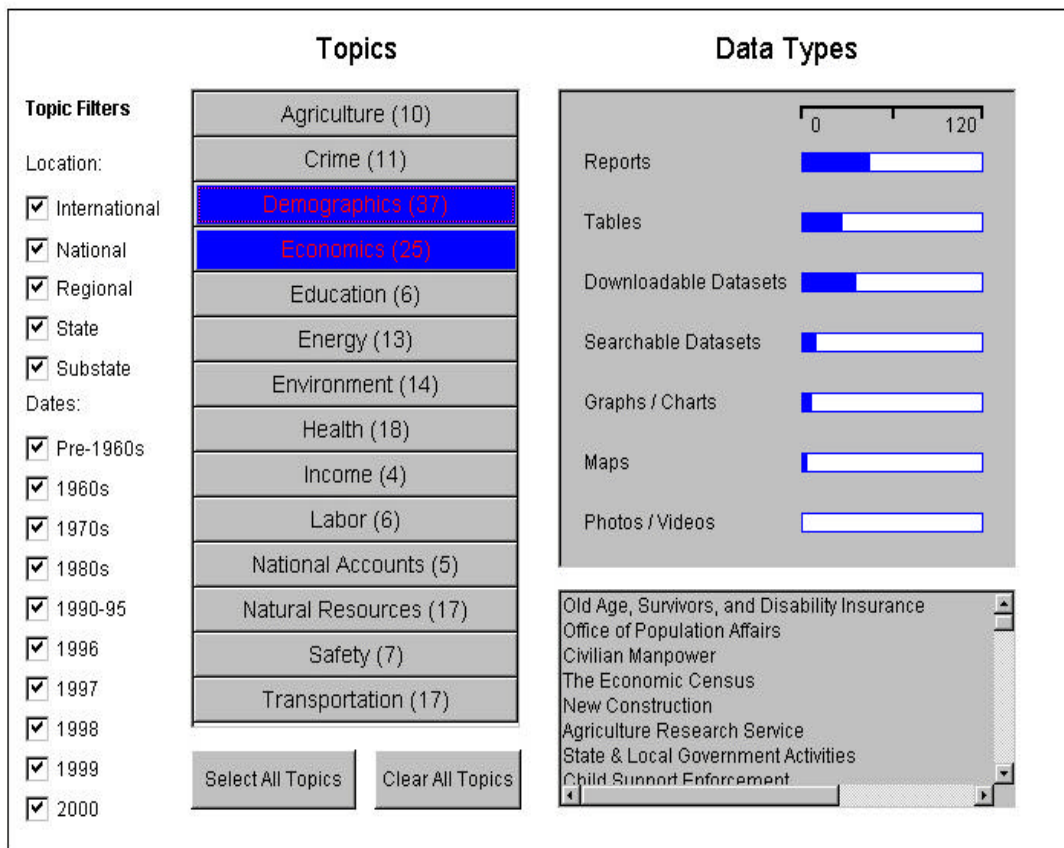 Topics
Data Types
Topic Filters
Location:
International
National
Regional
State
Substate
Dates:
Pre-1960s
1960s
1970s
1980s
1990-95
1996
1997
1998
1999
2000
Agriculture (10)
Crime (11)
Demographics (37)
Economics (25)
Education (6)
Energy (13)
Environment (14)
Health (18)
Income (4)
Labor (6)
National Accounts (5)
Natural Resources (17)
Safety (7)
Transportation (17)
Select All Topics
Clear All Topics
0 120
Reports
Tables
Downloadable Datasets
Searchable Datasets
Graphs / Charts
Maps
Photos / Videos
Old Age, Survivors, and Disability Insurance
Office of Population Affairs
Civilian Manpower
The Economic Census
New Construction
Agriculture Research Service
State & Local Government Activities
Child Support Enforcement